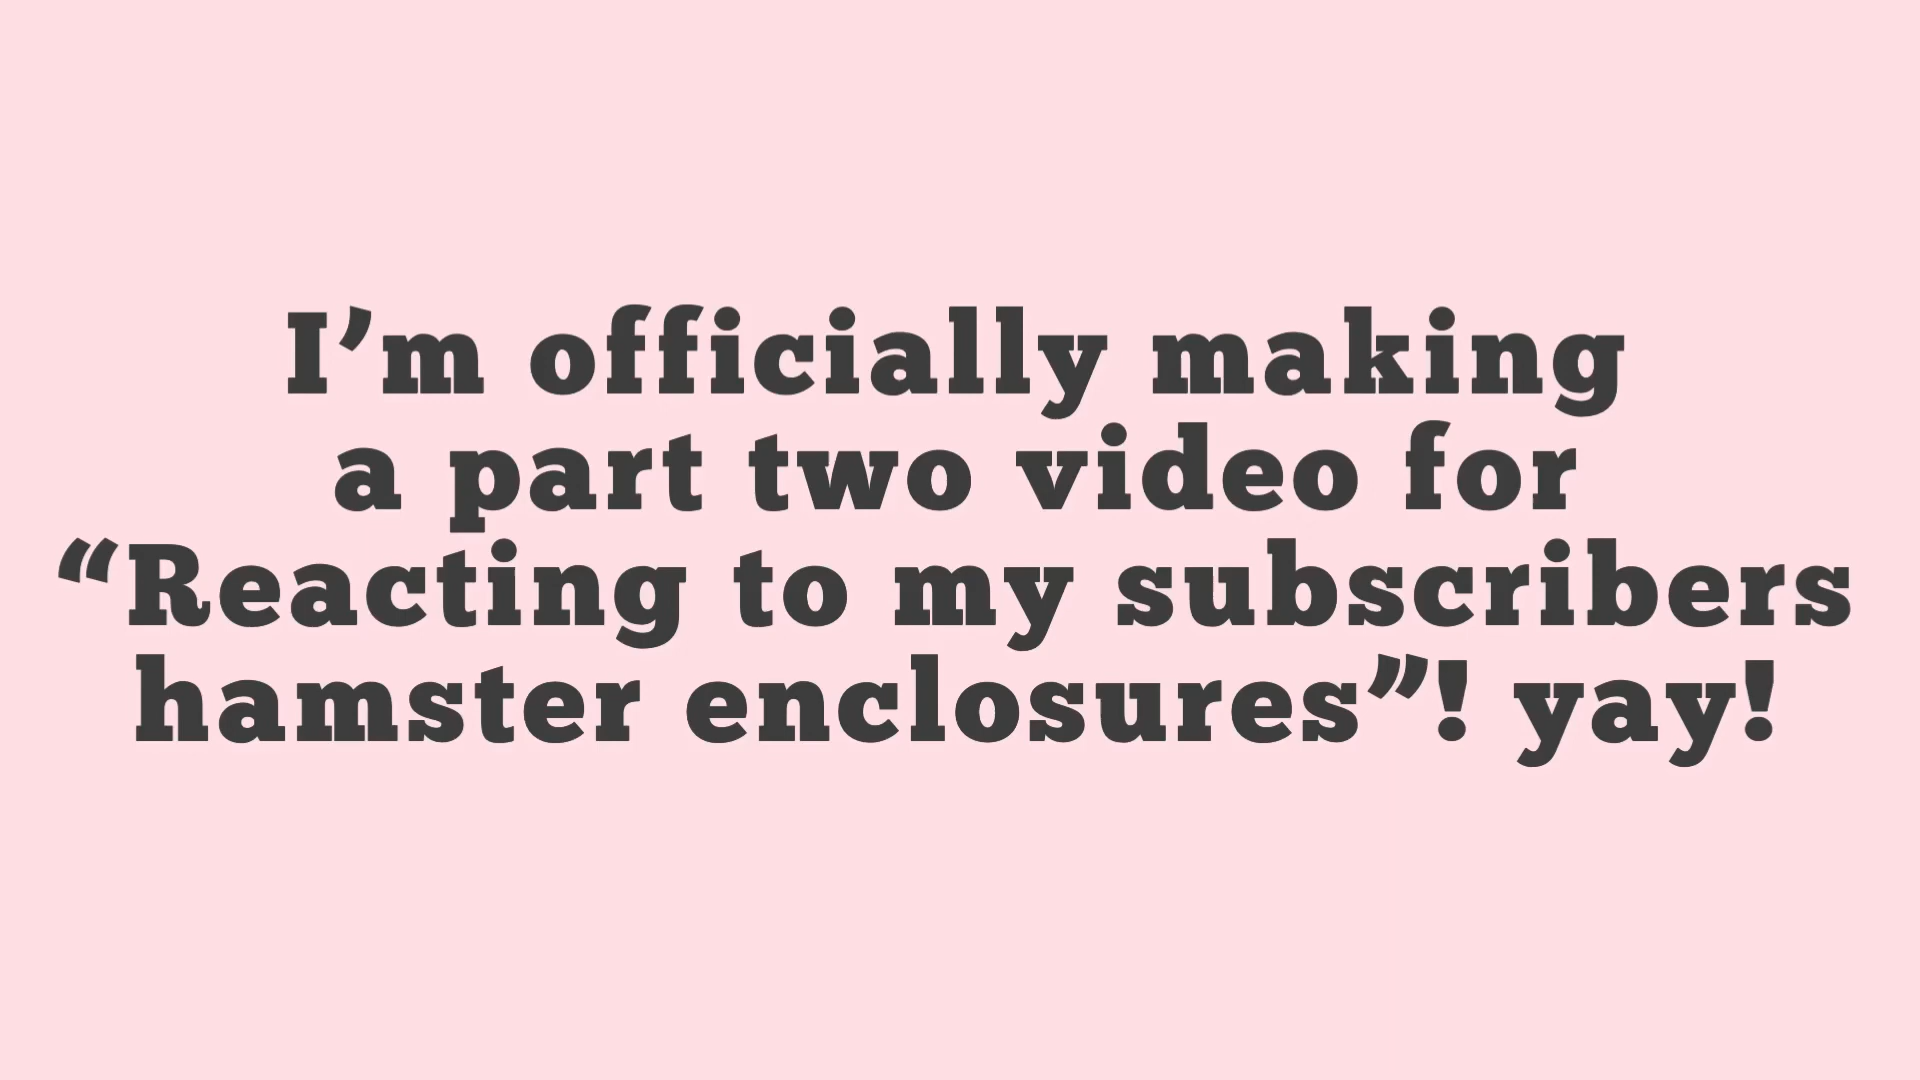 I’m officially making
a part two video for
“Reacting to my subscribers
hamster enclosures”! yay!